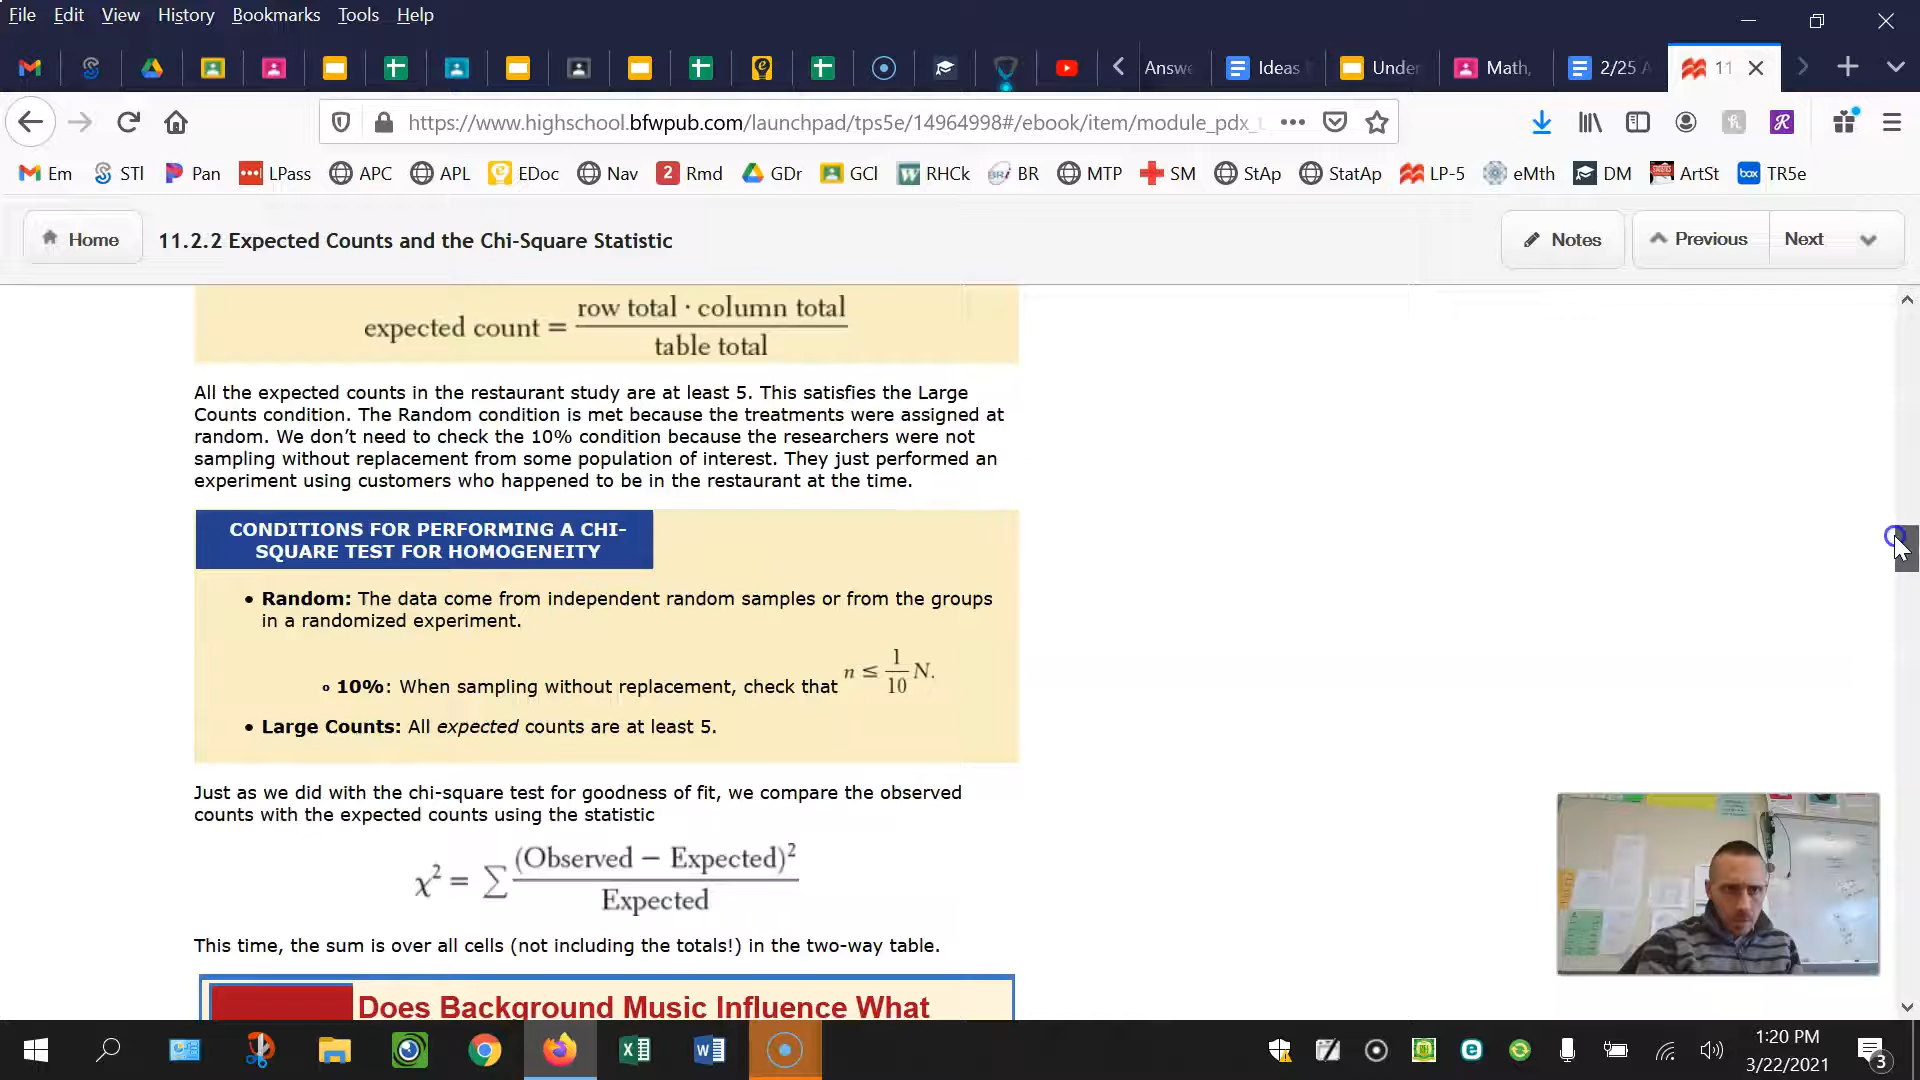 File Edit View History Bookmarks Tools Help
Answe Ideas Under Math, 2/25 A 11
https://www.highschool.bfwpub.com/launchpad/tps5e/14964998#/ebook/item/module_pdx_t
Em STl Pan LPass APC APL EDoc Nav 2 Rmd GDr GCl RHCk BR MTP SM StAp StatAp LP-5 eMth DM ArtSt box TR5e
Home 11.2.2 Expected Counts and the Chi-Square Statistic Notes Previous Next
expected count = row total · column total
table total
All the expected counts in the restaurant study are at least 5. This satisfies the Large
Counts condition. The Random condition is met because the treatments were assigned at
random. We don’t need to check the 10% condition because the researchers were not
sampling without replacement from some population of interest. They just performed an
experiment using customers who happened to be in the restaurant at the time.
CONDITIONS FOR PERFORMING A CHI-
SQUARE TEST FOR HOMOGENEITY
• Random: The data come from independent random samples or from the groups
in a randomized experiment.
∘ 10%: When sampling without replacement, check that n ≤ 1/10 N.
• Large Counts: All expected counts are at least 5.
Just as we did with the chi-square test for goodness of fit, we compare the observed
counts with the expected counts using the statistic
χ² = ∑ (Observed − Expected)²
Expected
This time, the sum is over all cells (not including the totals!) in the two-way table.
Does Background Music Influence What
1:20 PM
3/22/2021
3